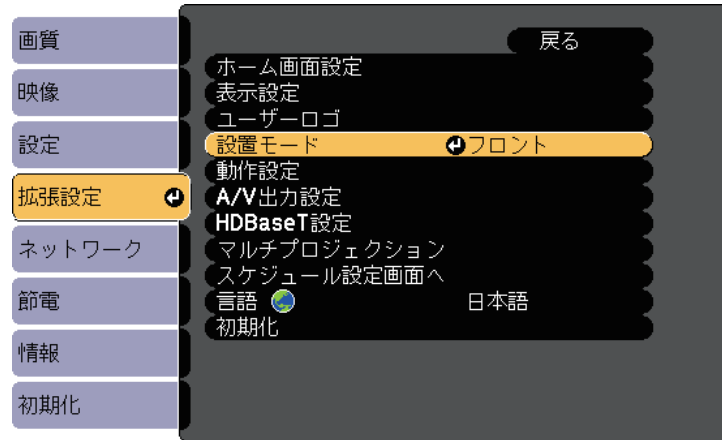 画質
映像
設定
拡張設定
ネットワーク
節電
情報
初期化
戻る
ホーム画面設定
表示設定
ユーザーロゴ
設置モード フロント
動作設定
A/V出力設定
HDBaseT設定
マルチプロジェクション
スケジュール設定画面へ
言語 日本語
初期化